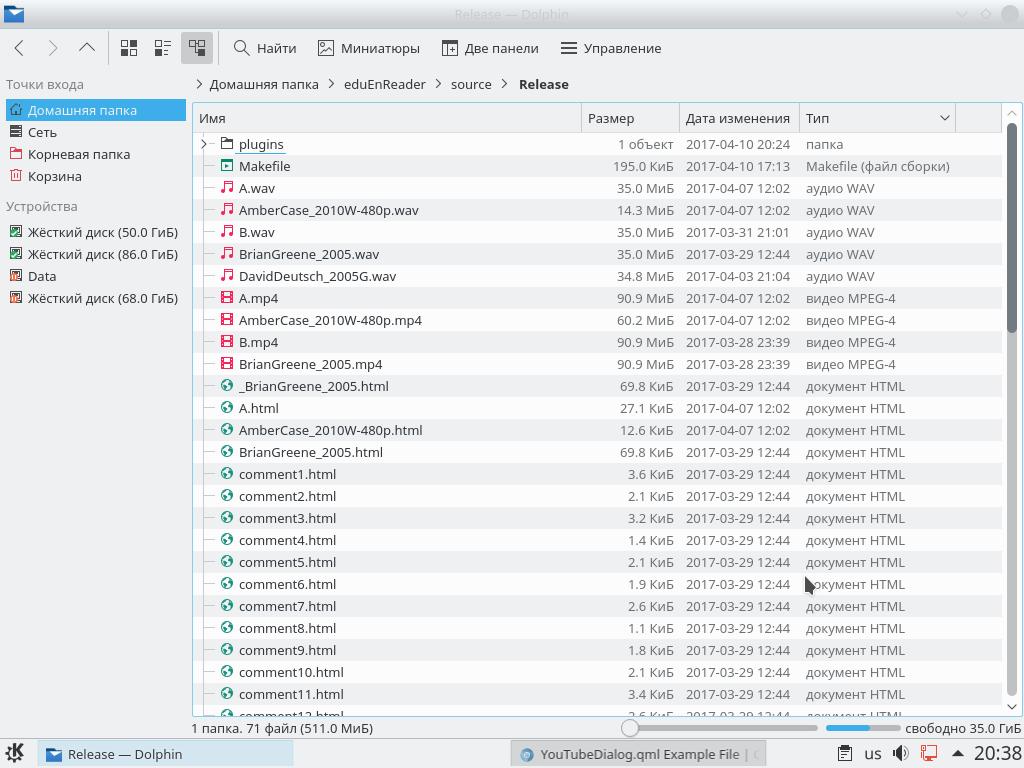 Release — Dolphin
Найти Миниатюры Две панели Управление
Точки входа
Домашняя папка
Сеть
Корневая папка
Корзина
Устройства
Жёсткий диск (50.0 ГиБ)
Жёсткий диск (86.0 ГиБ)
Data
Жёсткий диск (68.0 ГиБ)
Домашняя папка eduEnReader source Release
Имя Размер Дата изменения Тип
plugins 1 объект 2017-04-10 20:24 папка
Makefile 195.0 КиБ 2017-04-10 17:13 Makefile (файл сборки)
A.wav 35.0 МиБ 2017-04-07 12:02 аудио WAV
AmberCase_2010W-480p.wav 14.3 МиБ 2017-04-07 12:02 аудио WAV
B.wav 35.0 МиБ 2017-03-31 21:01 аудио WAV
BrianGreene_2005.wav 35.0 МиБ 2017-03-29 12:44 аудио WAV
DavidDeutsch_2005G.wav 34.8 МиБ 2017-04-03 21:04 аудио WAV
A.mp4 90.9 МиБ 2017-04-07 12:02 видео MPEG-4
AmberCase_2010W-480p.mp4 60.2 МиБ 2017-04-07 12:02 видео MPEG-4
B.mp4 90.9 МиБ 2017-03-28 23:39 видео MPEG-4
BrianGreene_2005.mp4 90.9 МиБ 2017-03-28 23:39 видео MPEG-4
_BrianGreene_2005.html 69.8 КиБ 2017-03-29 12:44 документ HTML
A.html 27.1 КиБ 2017-04-07 12:02 документ HTML
AmberCase_2010W-480p.html 12.6 КиБ 2017-04-07 12:02 документ HTML
BrianGreene_2005.html 69.8 КиБ 2017-03-29 12:44 документ HTML
comment1.html 3.6 КиБ 2017-03-29 12:44 документ HTML
comment2.html 2.1 КиБ 2017-03-29 12:44 документ HTML
comment3.html 3.2 КиБ 2017-03-29 12:44 документ HTML
comment4.html 1.4 КиБ 2017-03-29 12:44 документ HTML
comment5.html 2.1 КиБ 2017-03-29 12:44 документ HTML
comment6.html 1.9 КиБ 2017-03-29 12:44 документ HTML
comment7.html 2.6 КиБ 2017-03-29 12:44 документ HTML
comment8.html 1.1 КиБ 2017-03-29 12:44 документ HTML
comment9.html 1.8 КиБ 2017-03-29 12:44 документ HTML
comment10.html 2.1 КиБ 2017-03-29 12:44 документ HTML
comment11.html 3.4 КиБ 2017-03-29 12:44 документ HTML
1 папка. 71 файл (511.0 МиБ) свободно 35.0 ГиБ
Release — Dolphin YouTubeDialog.qml Example File | us 20:38